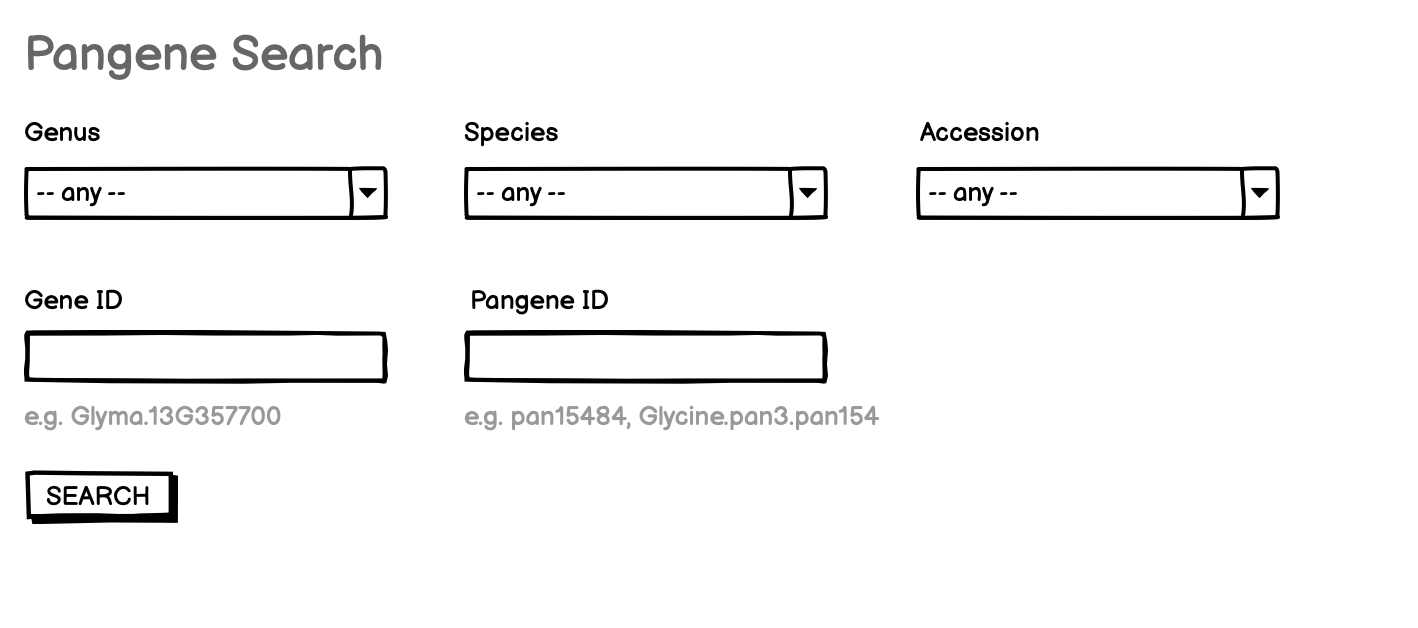 Pangene Search
Genus Species Accession
-- any -- -- any -- -- any --
Gene ID Pangene ID
e.g. Glyma.13G357700 e.g. pan15484, Glycine.pan3.pan154
SEARCH